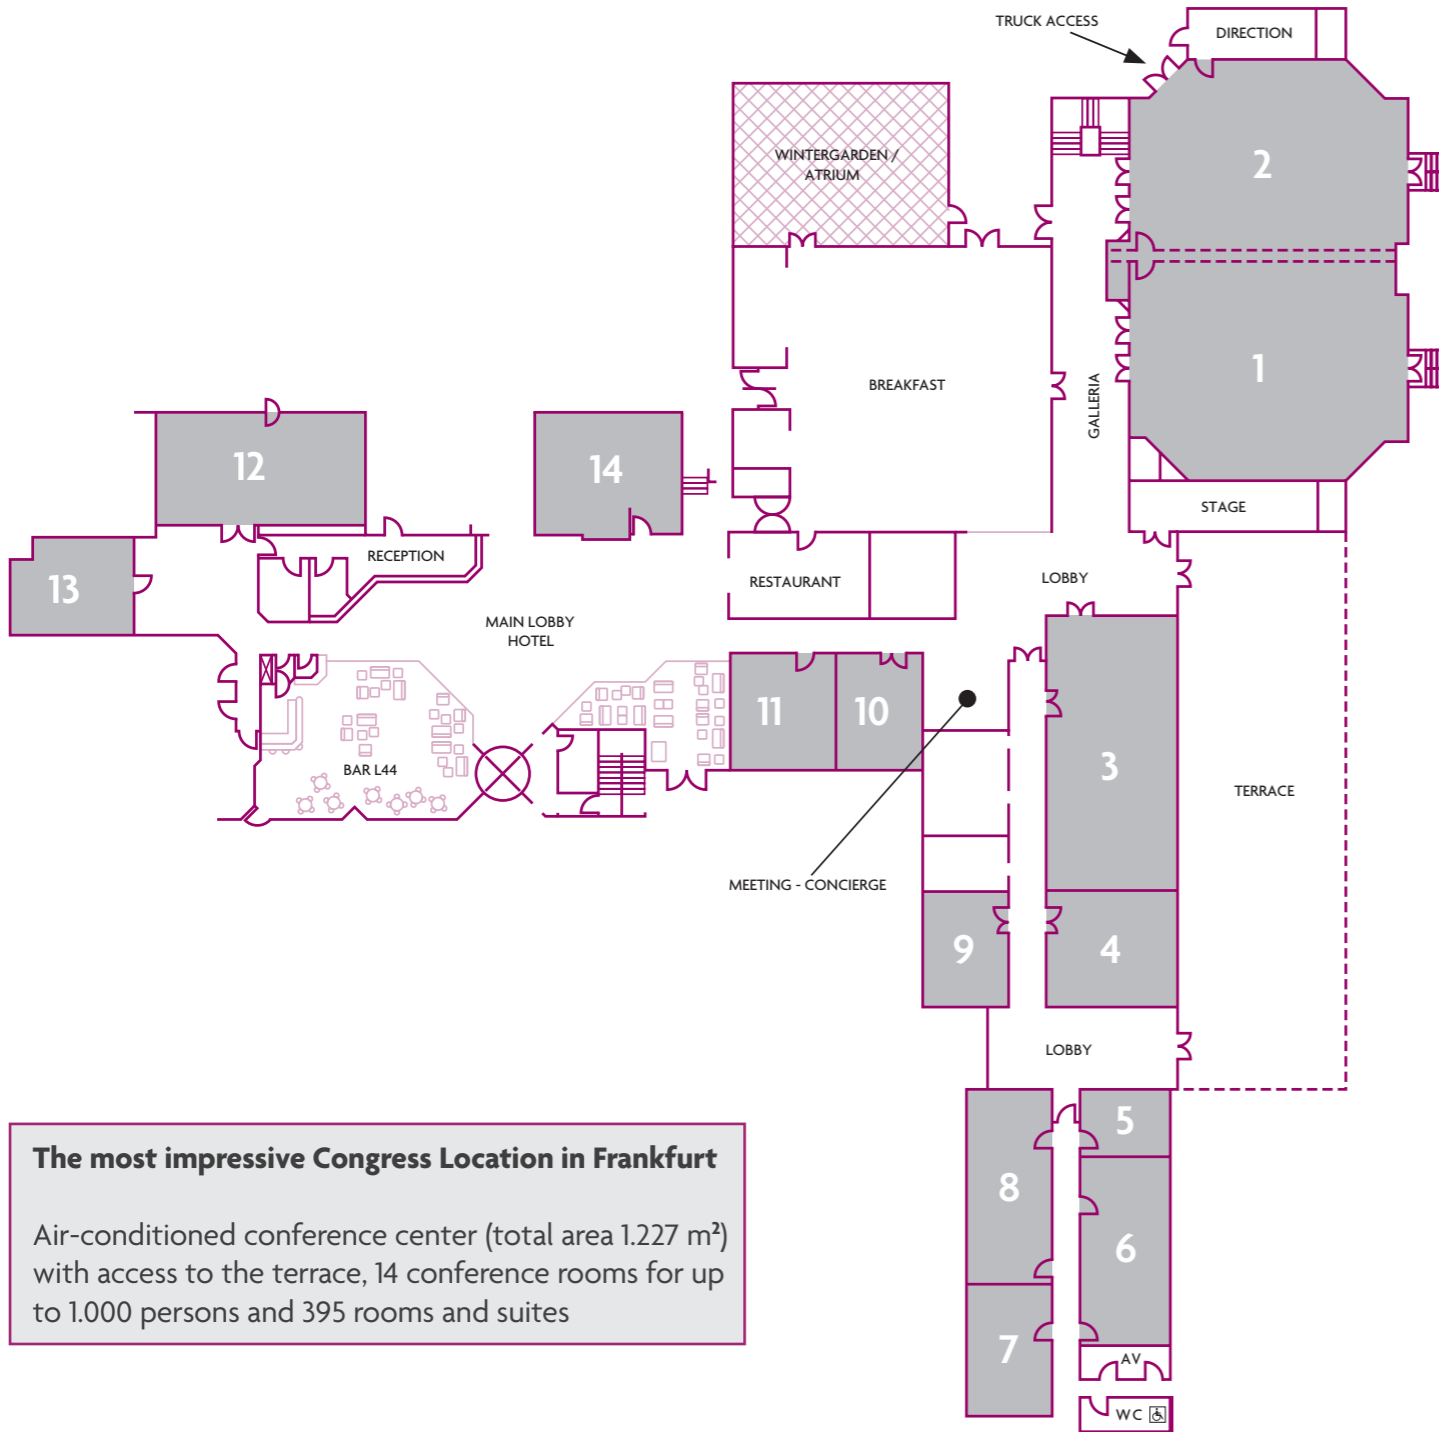 TRUCK ACCESS
DIRECTION
WINTERGARDEN /
ATRIUM
2
1
BREAKFAST
GALLERIA
12
14
STAGE
RECEPTION
13
RESTAURANT
LOBBY
MAIN LOBBY
HOTEL
11
10
3
BAR L44
TERRACE
MEETING - CONCIERGE
9
4
LOBBY
5
8
6
7
AV
WC
The most impressive Congress Location in Frankfurt
Air-conditioned conference center (total area 1.227 m²)
with access to the terrace, 14 conference rooms for up
to 1.000 persons and 395 rooms and suites